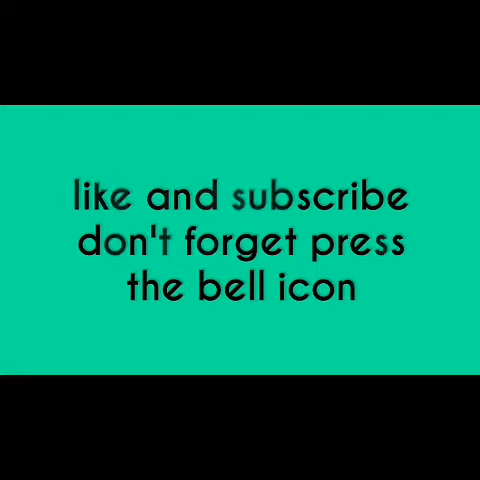 like and subscribe
don't forget press
the bell icon